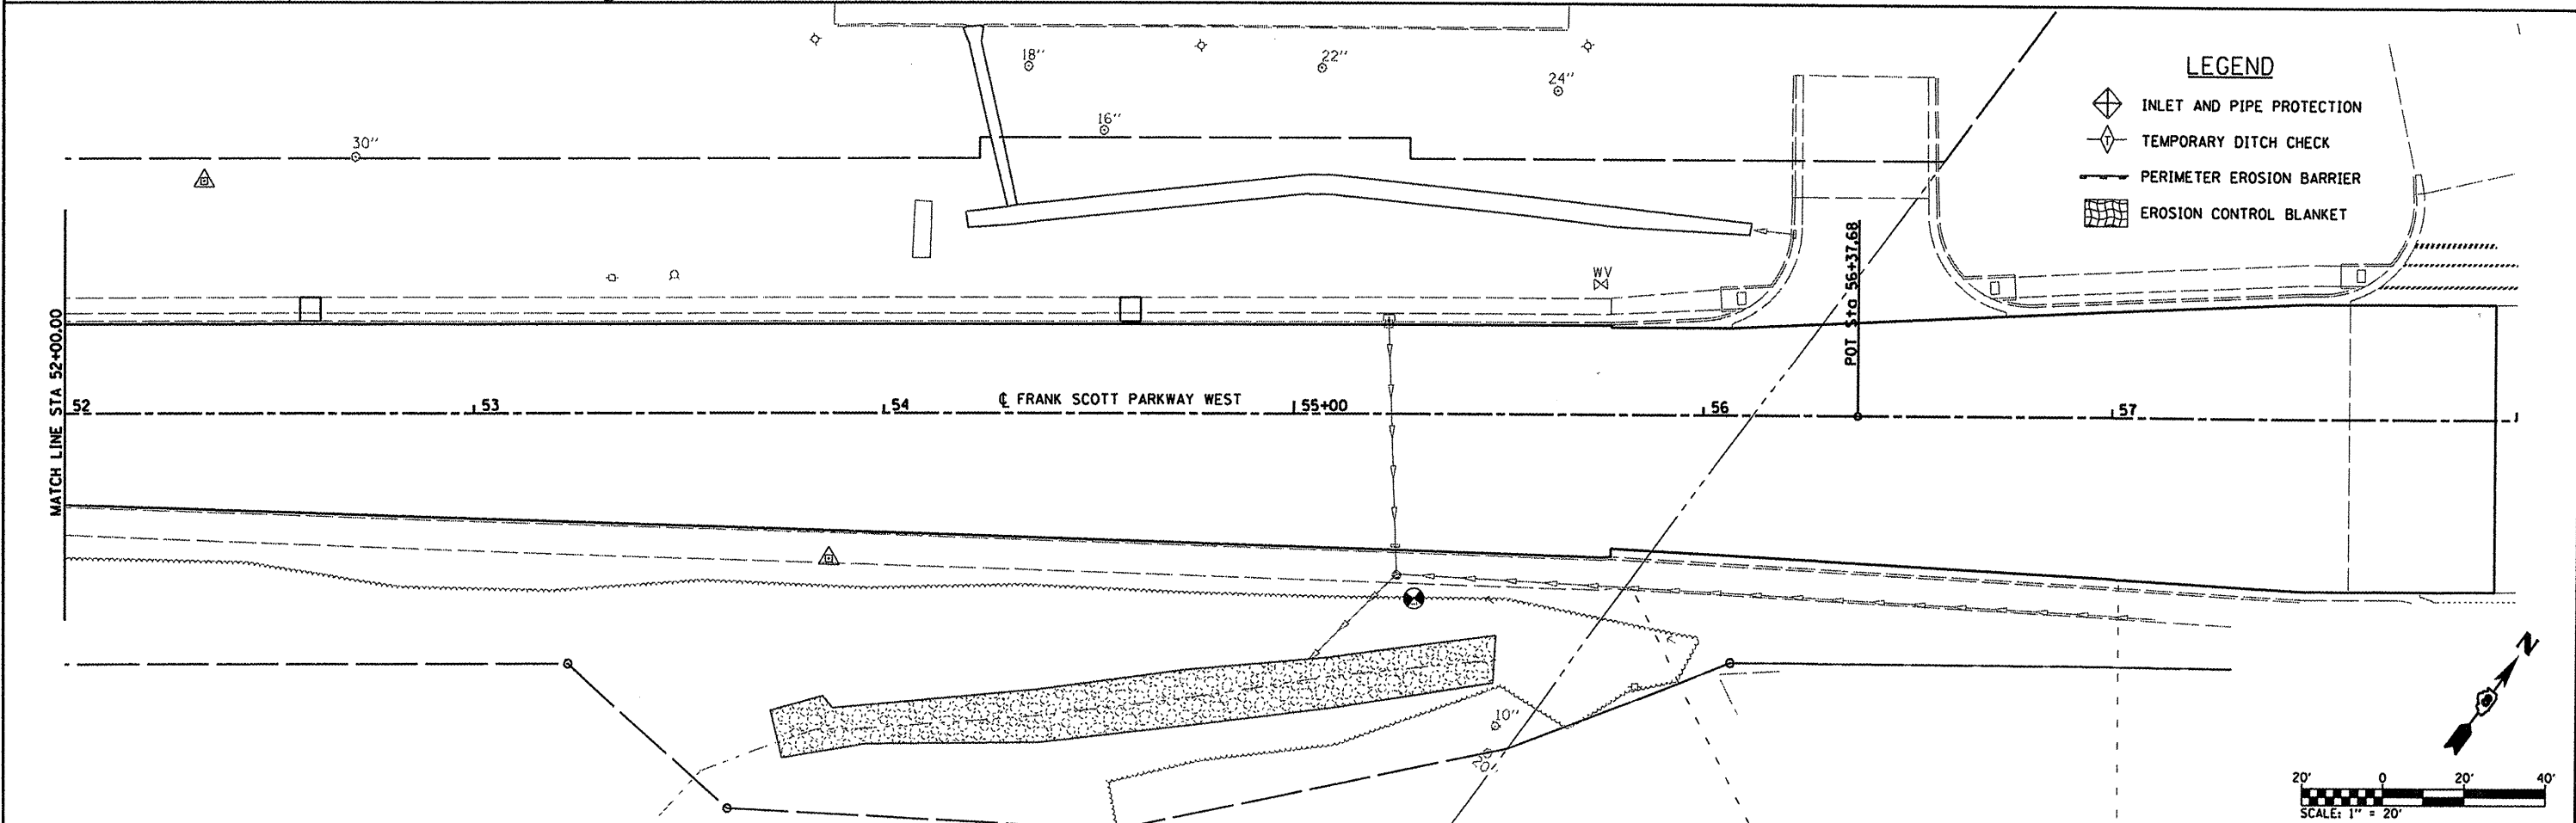 18"
22"
24"
16"
30"
LEGEND
INLET AND PIPE PROTECTION
TEMPORARY DITCH CHECK
T
PERIMETER EROSION BARRIER
EROSION CONTROL BLANKET
WV
POT Sta 56+37.68
MATCH LINE STA 52+00.00
52
53
54
℄ FRANK SCOTT PARKWAY WEST
55+00
56
57
10"
N
20' 0 20' 40'
SCALE: 1" = 20'